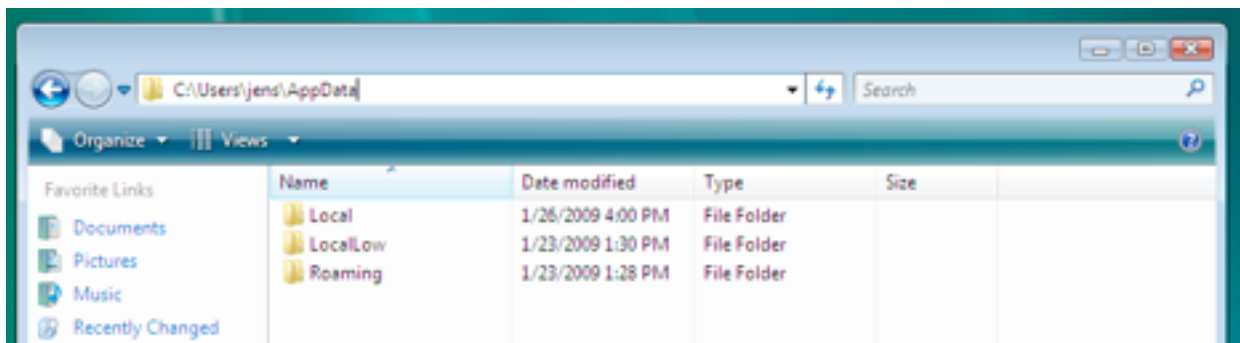 C:\Users\jens\AppData
Search
Organize Views
Favorite Links
Documents
Pictures
Music
Recently Changed
Name Date modified Type Size
Local 1/26/2009 4:00 PM File Folder
LocalLow 1/23/2009 1:30 PM File Folder
Roaming 1/23/2009 1:28 PM File Folder